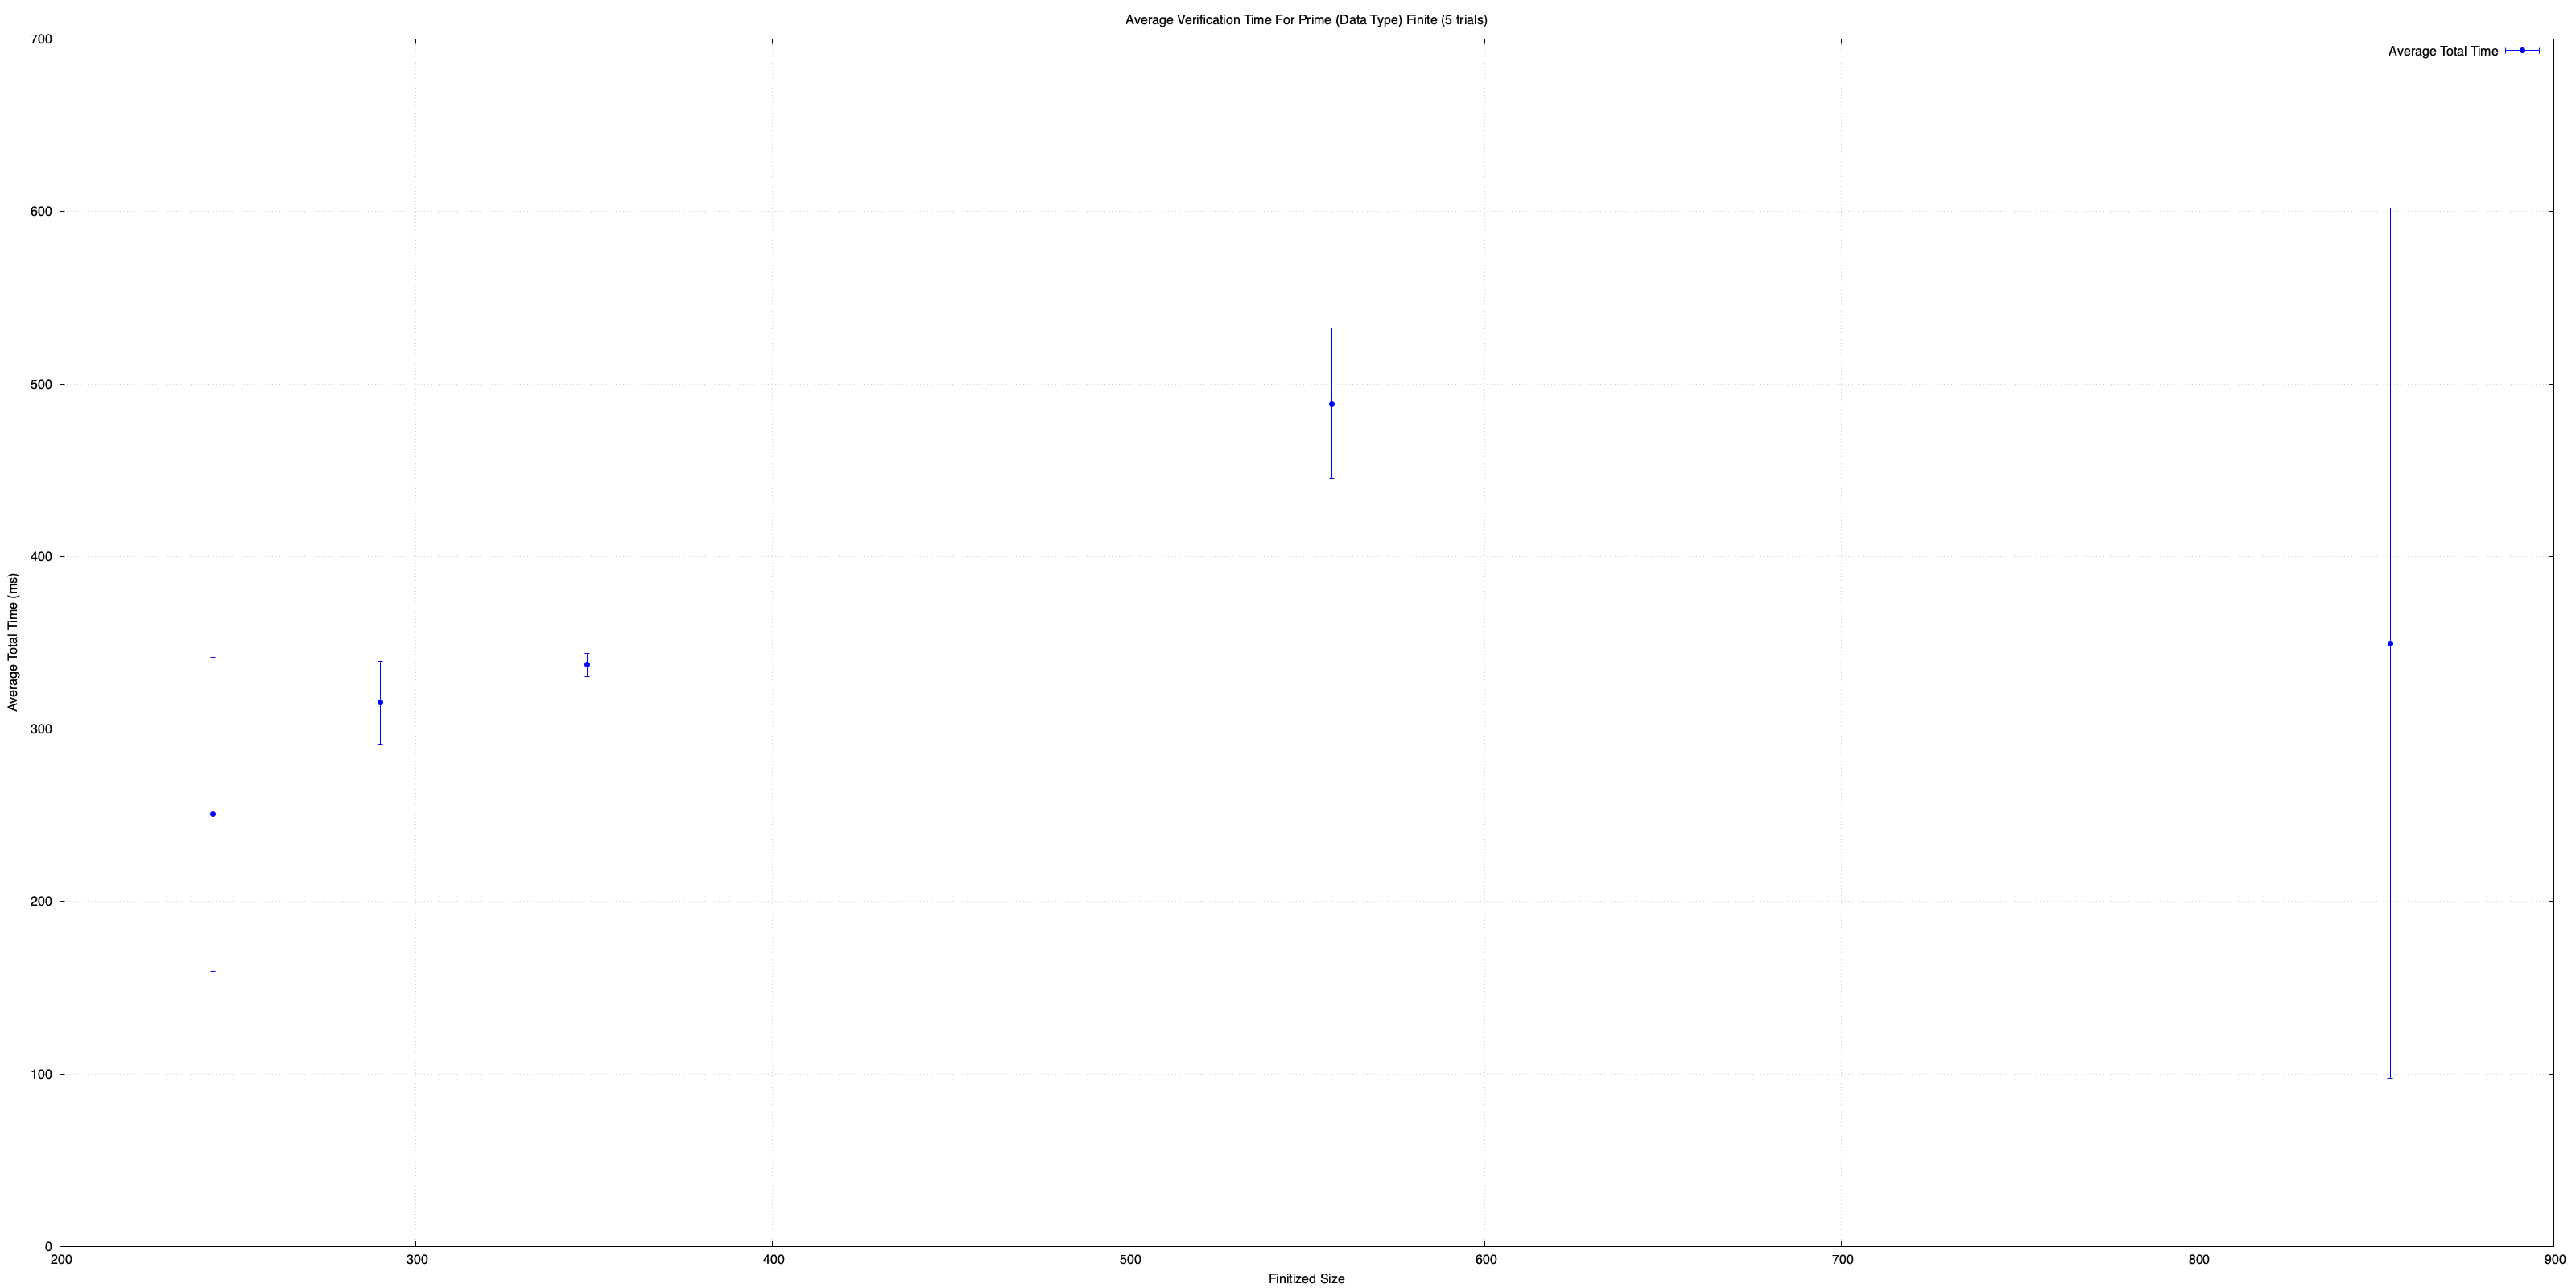 Average Verification Time For Prime (Data Type) Finite (5 trials)
Average Total Time
700
600
500
400
300
200
100
0
Average Total Time (ms)
200 300 400 500 600 700 800 900
Finitized Size